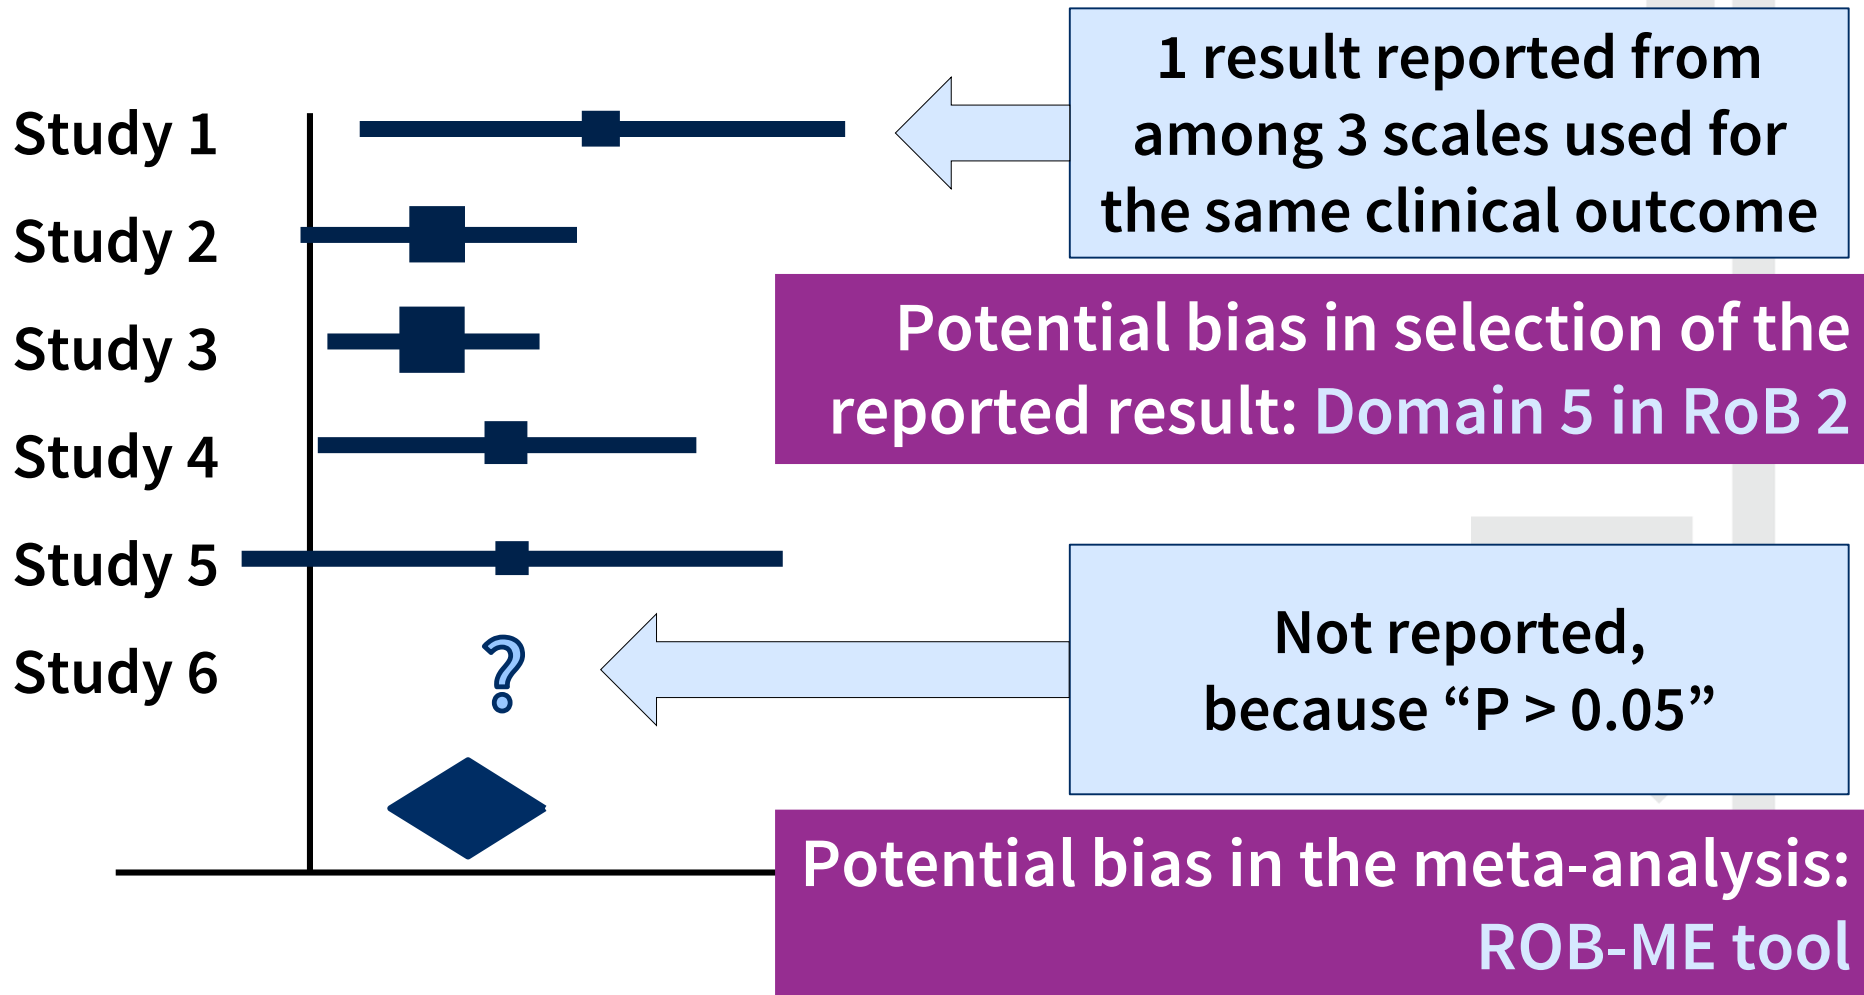 Study 1
1 result reported from
among 3 scales used for
the same clinical outcome
Study 2
Study 3
Potential bias in selection of the
reported result: Domain 5 in RoB 2
Study 4
Study 5
Study 6
?
Not reported,
because “P > 0.05”
Potential bias in the meta-analysis:
ROB-ME tool